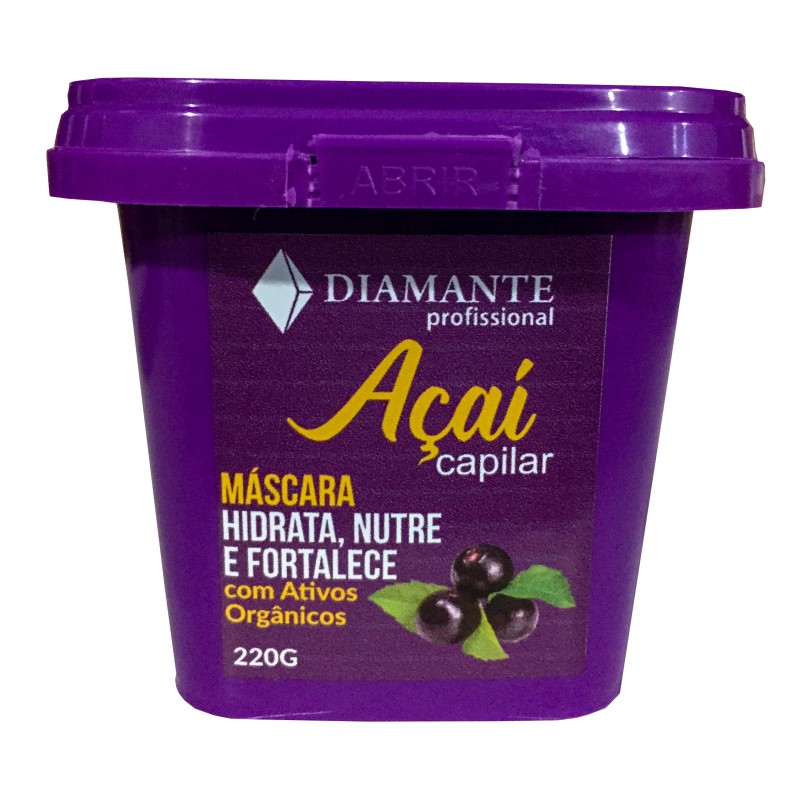 ABRIR
DIAMANTE
profissional
Açaí
capilar
MÁSCARA
HIDRATA, NUTRE
E FORTALECE
com Ativos
Orgânicos
220G